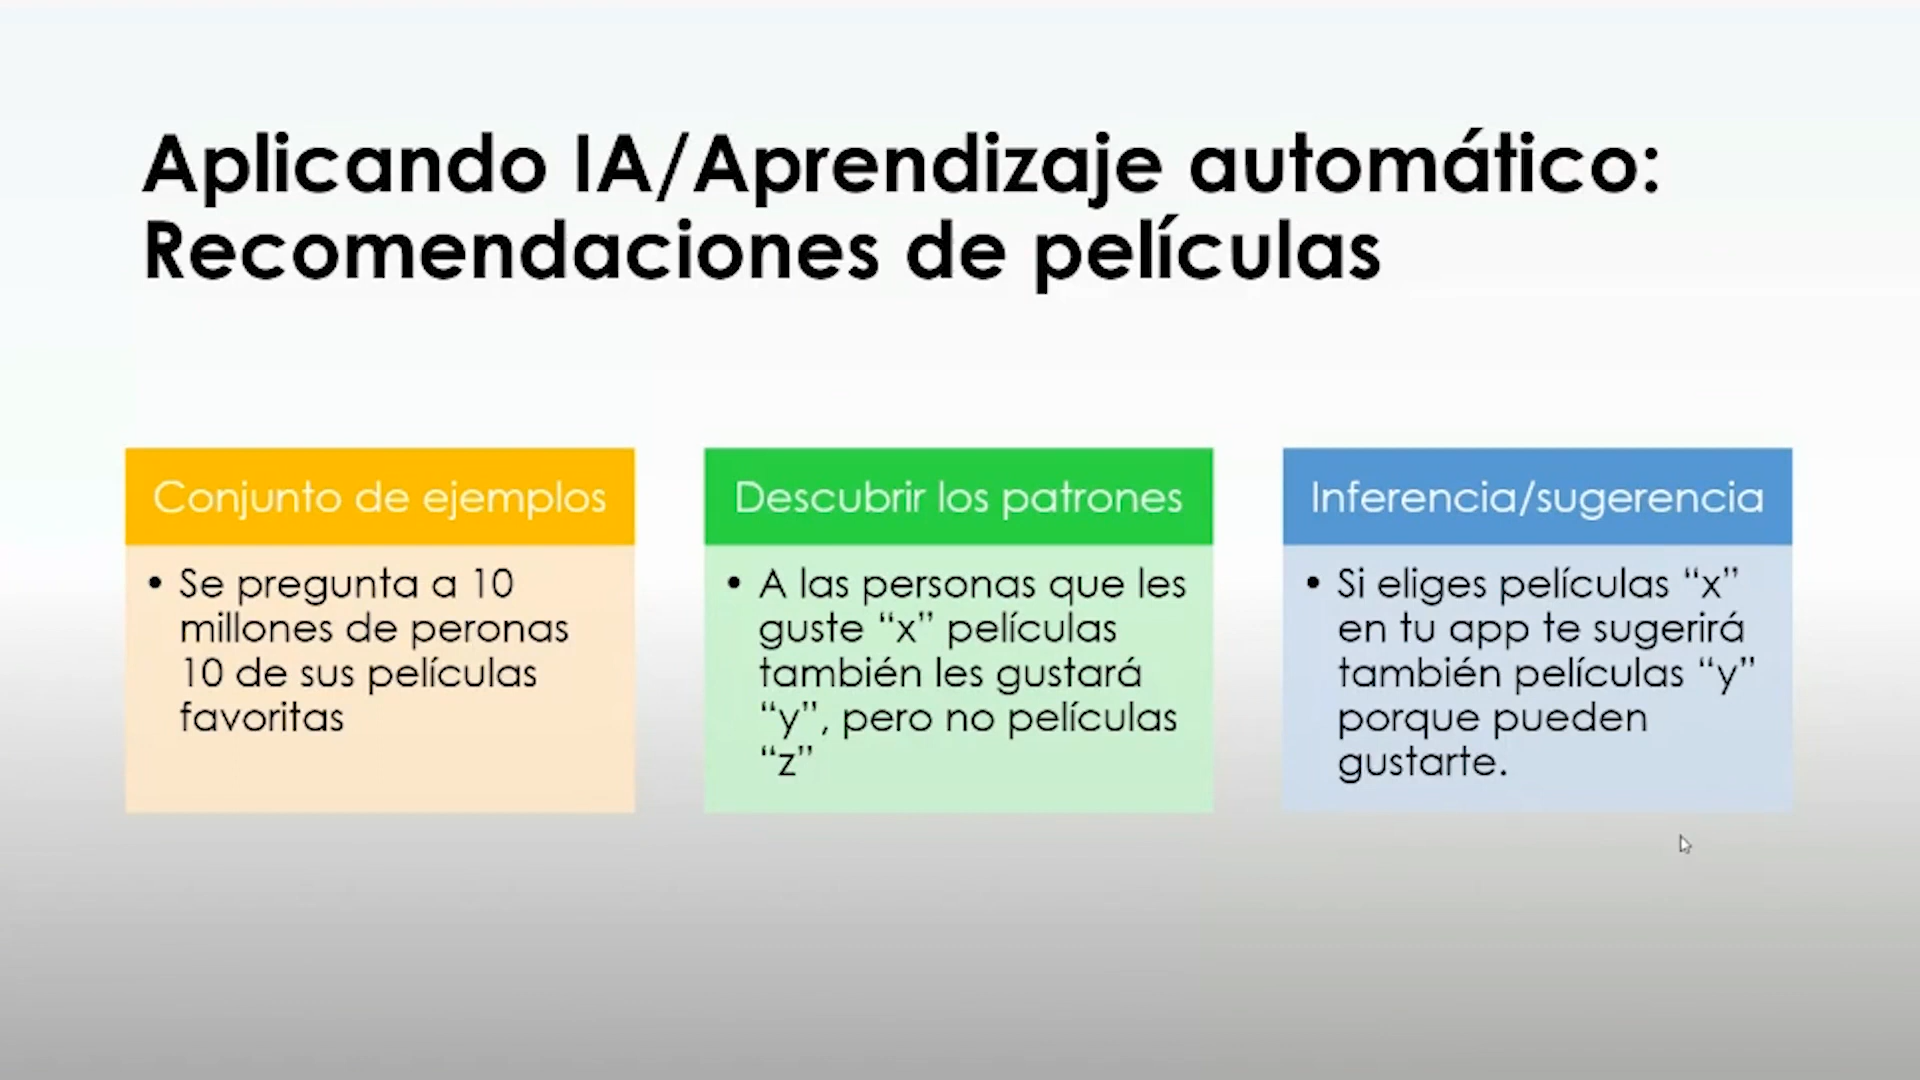 Aplicando IA/Aprendizaje automático:
Recomendaciones de películas
Conjunto de ejemplos
• Se pregunta a 10
millones de peronas
10 de sus películas
favoritas
Descubrir los patrones
• A las personas que les
guste “x” películas
también les gustará
“y”, pero no películas
“z”
Inferencia/sugerencia
• Si eliges películas “x”
en tu app te sugerirá
también películas “y”
porque pueden
gustarte.